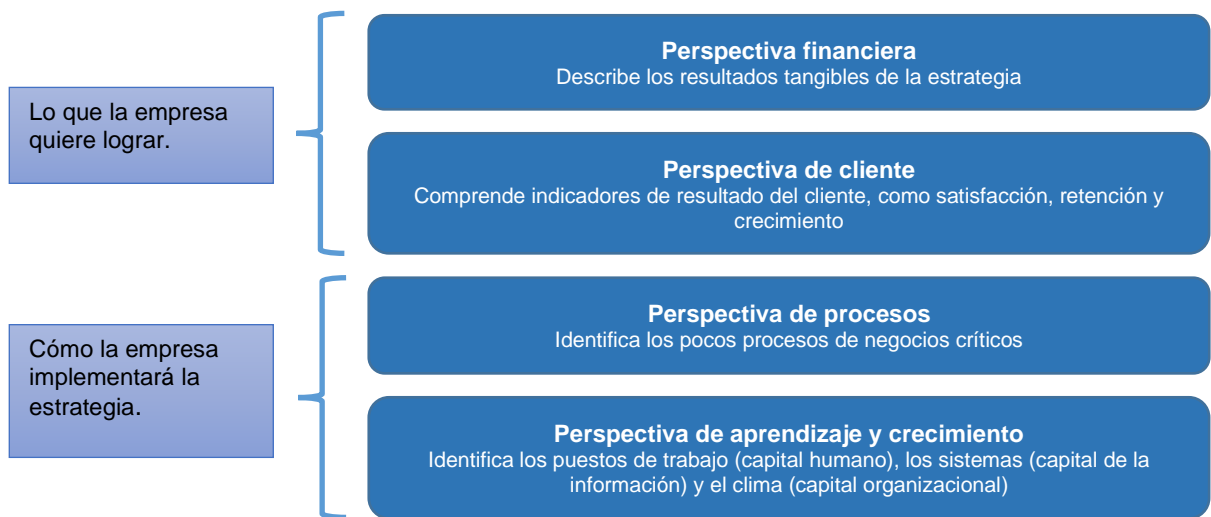 Lo que la empresa
quiere lograr.
Perspectiva financiera
Describe los resultados tangibles de la estrategia
Perspectiva de cliente
Comprende indicadores de resultado del cliente, como satisfacción, retención y
crecimiento
Cómo la empresa
implementará la
estrategia.
Perspectiva de procesos
Identifica los pocos procesos de negocios críticos
Perspectiva de aprendizaje y crecimiento
Identifica los puestos de trabajo (capital humano), los sistemas (capital de la
información) y el clima (capital organizacional)